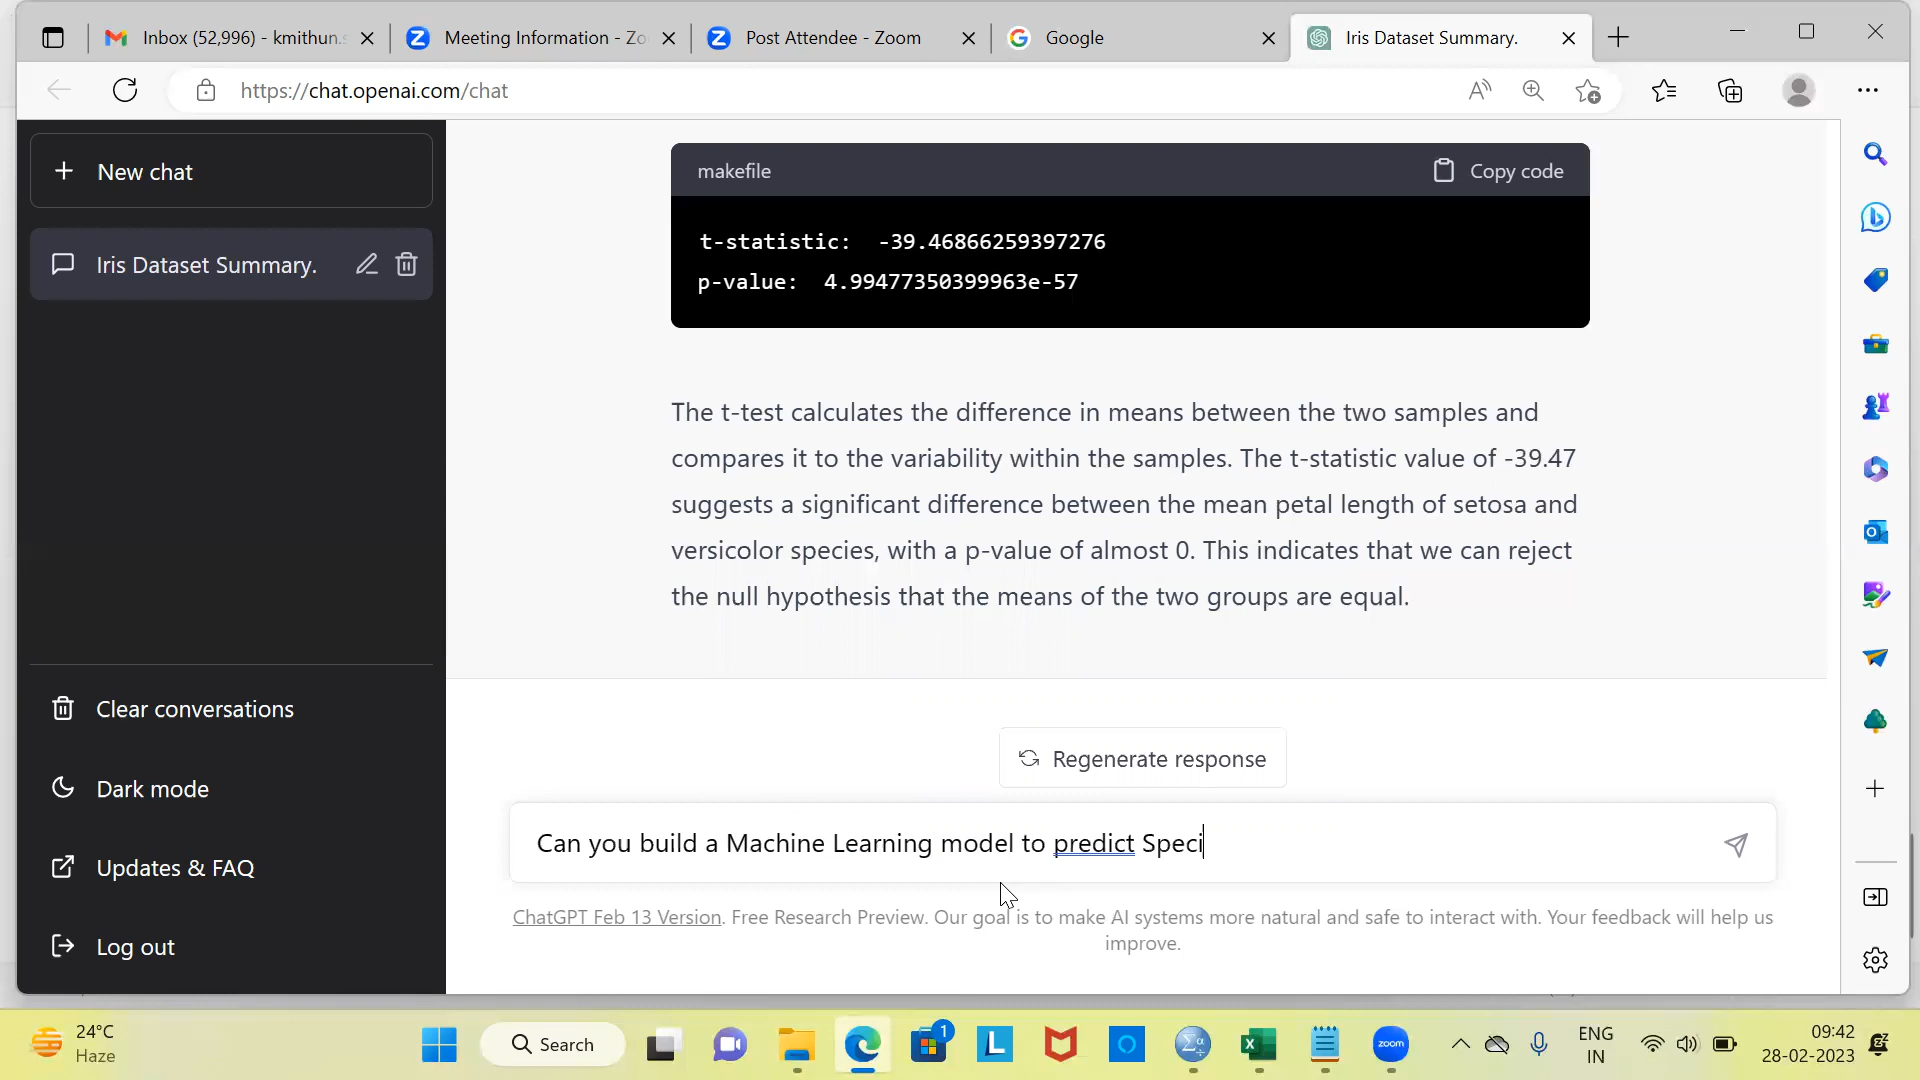 Inbox (52,996) - kmithun.s
Meeting Information - Zo
Post Attendee - Zoom
Google
Iris Dataset Summary.
https://chat.openai.com/chat
New chat
Iris Dataset Summary.
Clear conversations
Dark mode
Updates & FAQ
Log out
makefile
Copy code
t-statistic:  -39.46866259397276
p-value:  4.99477350399963e-57
The t-test calculates the difference in means between the two samples and
compares it to the variability within the samples. The t-statistic value of -39.47
suggests a significant difference between the mean petal length of setosa and
versicolor species, with a p-value of almost 0. This indicates that we can reject
the null hypothesis that the means of the two groups are equal.
Regenerate response
Can you build a Machine Learning model to predict Speci
ChatGPT Feb 13 Version. Free Research Preview. Our goal is to make AI systems more natural and safe to interact with. Your feedback will help us
improve.
24°C
Haze
Search
1
L
zoom
ENG
IN
09:42
28-02-2023